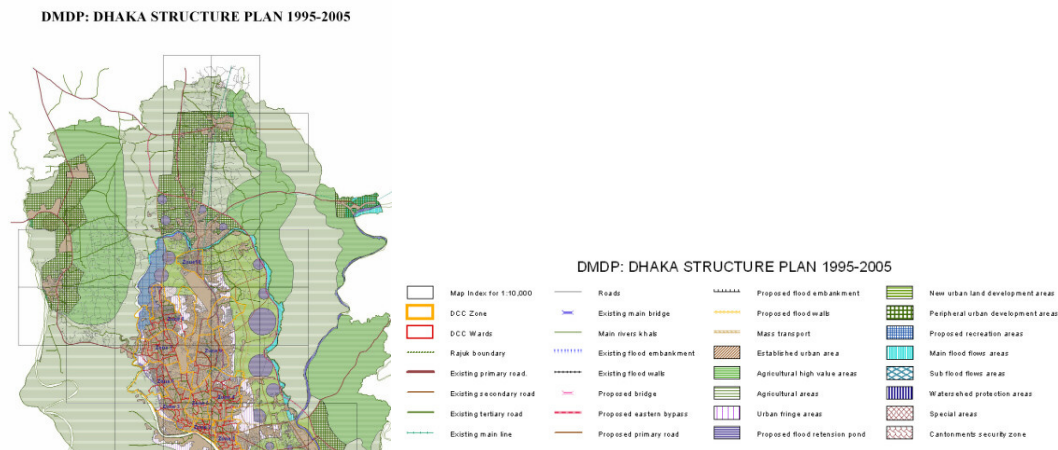 DMDP: DHAKA STRUCTURE PLAN 1995-2005
DMDP: DHAKA STRUCTURE PLAN 1995-2005
Map Index for 1:10,000
DCC Zone
DCC Wards
Rajuk boundary
Existing primary road.
Existing secondary road
Existing tertiary road
Existing main line
Roads
Existing main bridge
Main rivers khals
Existing flood embankment
Existing flood walls
Proposed bridge
Proposed eastern bypass
Proposed primary road
Proposed flood embankment
Proposed flood walls
Mass transport
Established urban area
Agricultural high value areas
Agricultural areas
Urban fringe areas
Proposed flood retension pond
New urban land development areas
Peripheral urban development areas
Proposed recreation areas
Main flood flows areas
Sub flood flows areas
Watershed protection areas
Special areas
Cantonments security zone